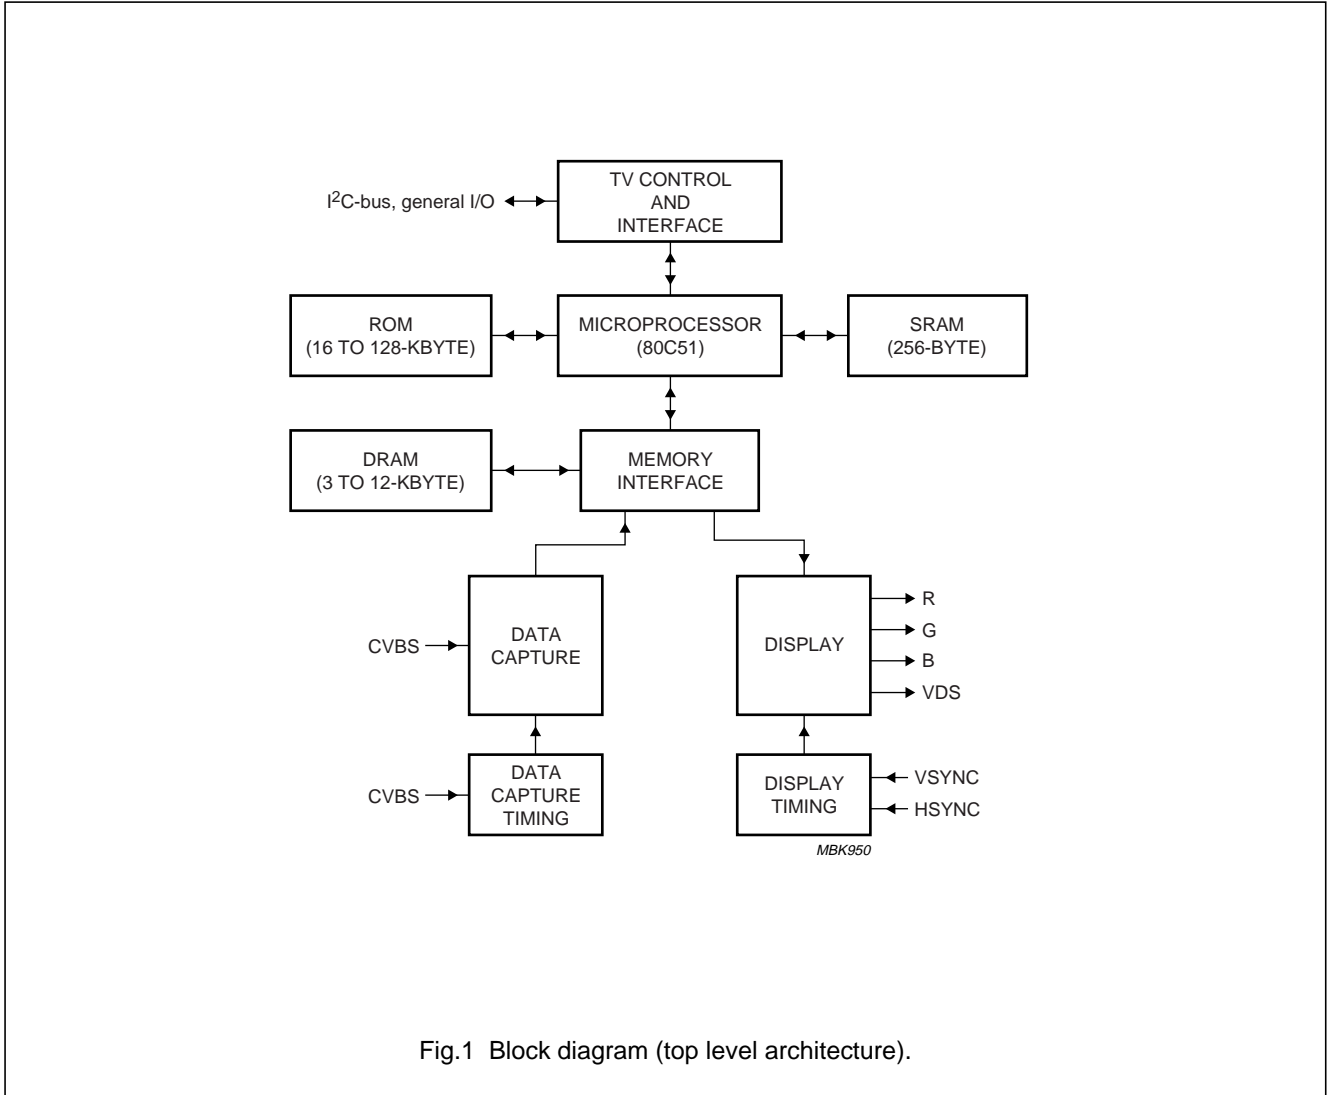 TV CONTROL
AND
INTERFACE
I2C-bus, general I/O
ROM
(16 TO 128-KBYTE)
MICROPROCESSOR
(80C51)
SRAM
(256-BYTE)
DRAM
(3 TO 12-KBYTE)
MEMORY
INTERFACE
CVBS
DATA
CAPTURE
DISPLAY
R
G
B
VDS
CVBS
DATA
CAPTURE
TIMING
DISPLAY
TIMING
VSYNC
HSYNC
MBK950
Fig.1 Block diagram (top level architecture).